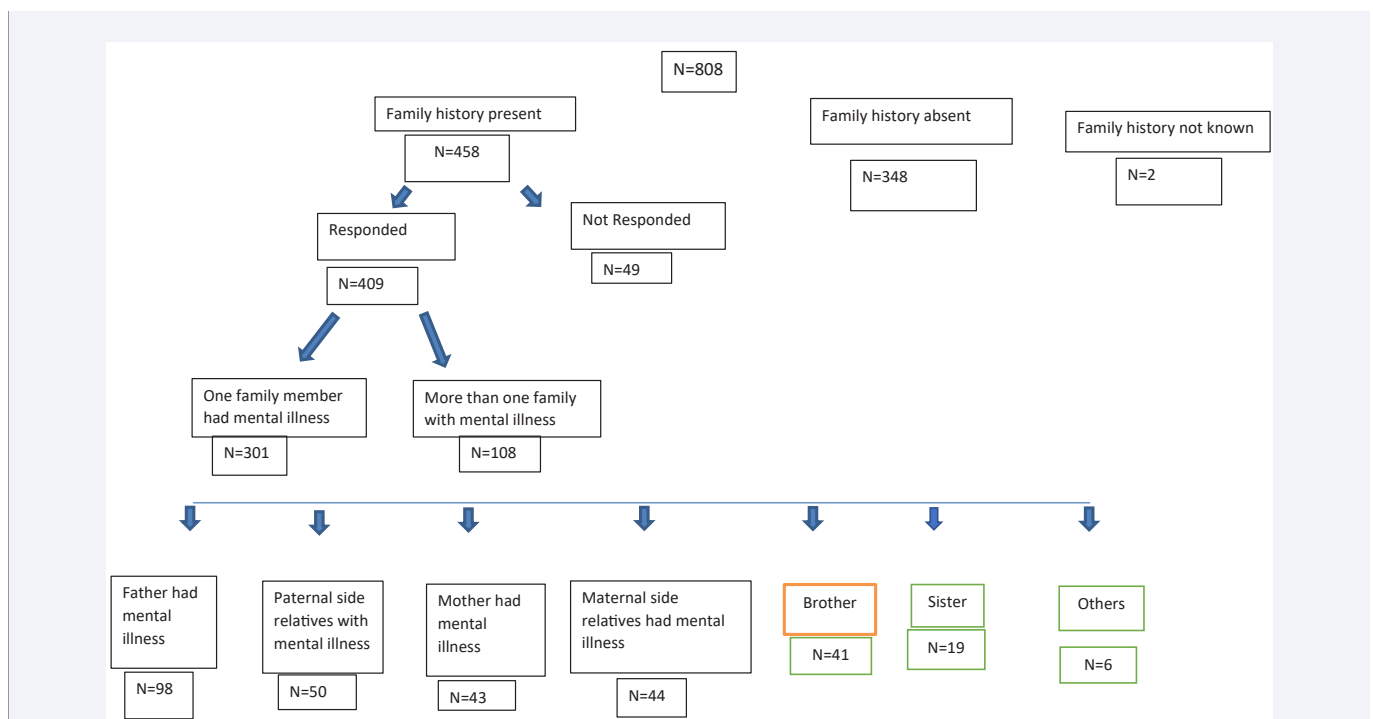 N=808
Family history present
N=458
Family history absent
N=348
Family history not known
N=2
Responded
N=409
Not Responded
N=49
One family member
had mental illness
N=301
More than one family
with mental illness
N=108
Father had
mental
illness
N=98
Paternal side
relatives with
mental illness
N=50
Mother had
mental
illness
N=43
Maternal side
relatives had mental
illness
N=44
Brother
N=41
Sister
N=19
Others
N=6